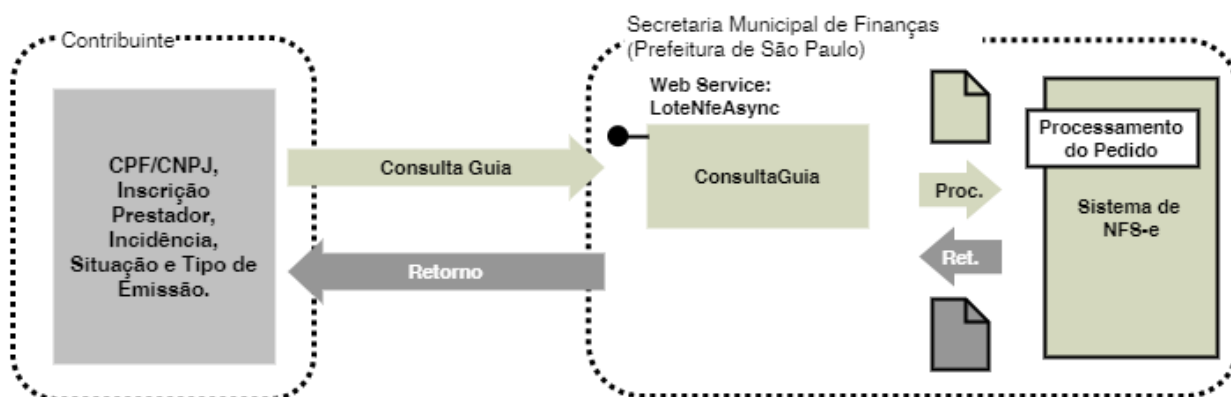 Contribuinte
CPF/CNPJ,
Inscrição
Prestador,
Incidência,
Situação e Tipo de
Emissão.
Consulta Guia
Retorno
Secretaria Municipal de Finanças
(Prefeitura de São Paulo)
Web Service:
LoteNfeAsync
ConsultaGuia
Proc.
Ret.
Processamento
do Pedido
Sistema de
NFS-e